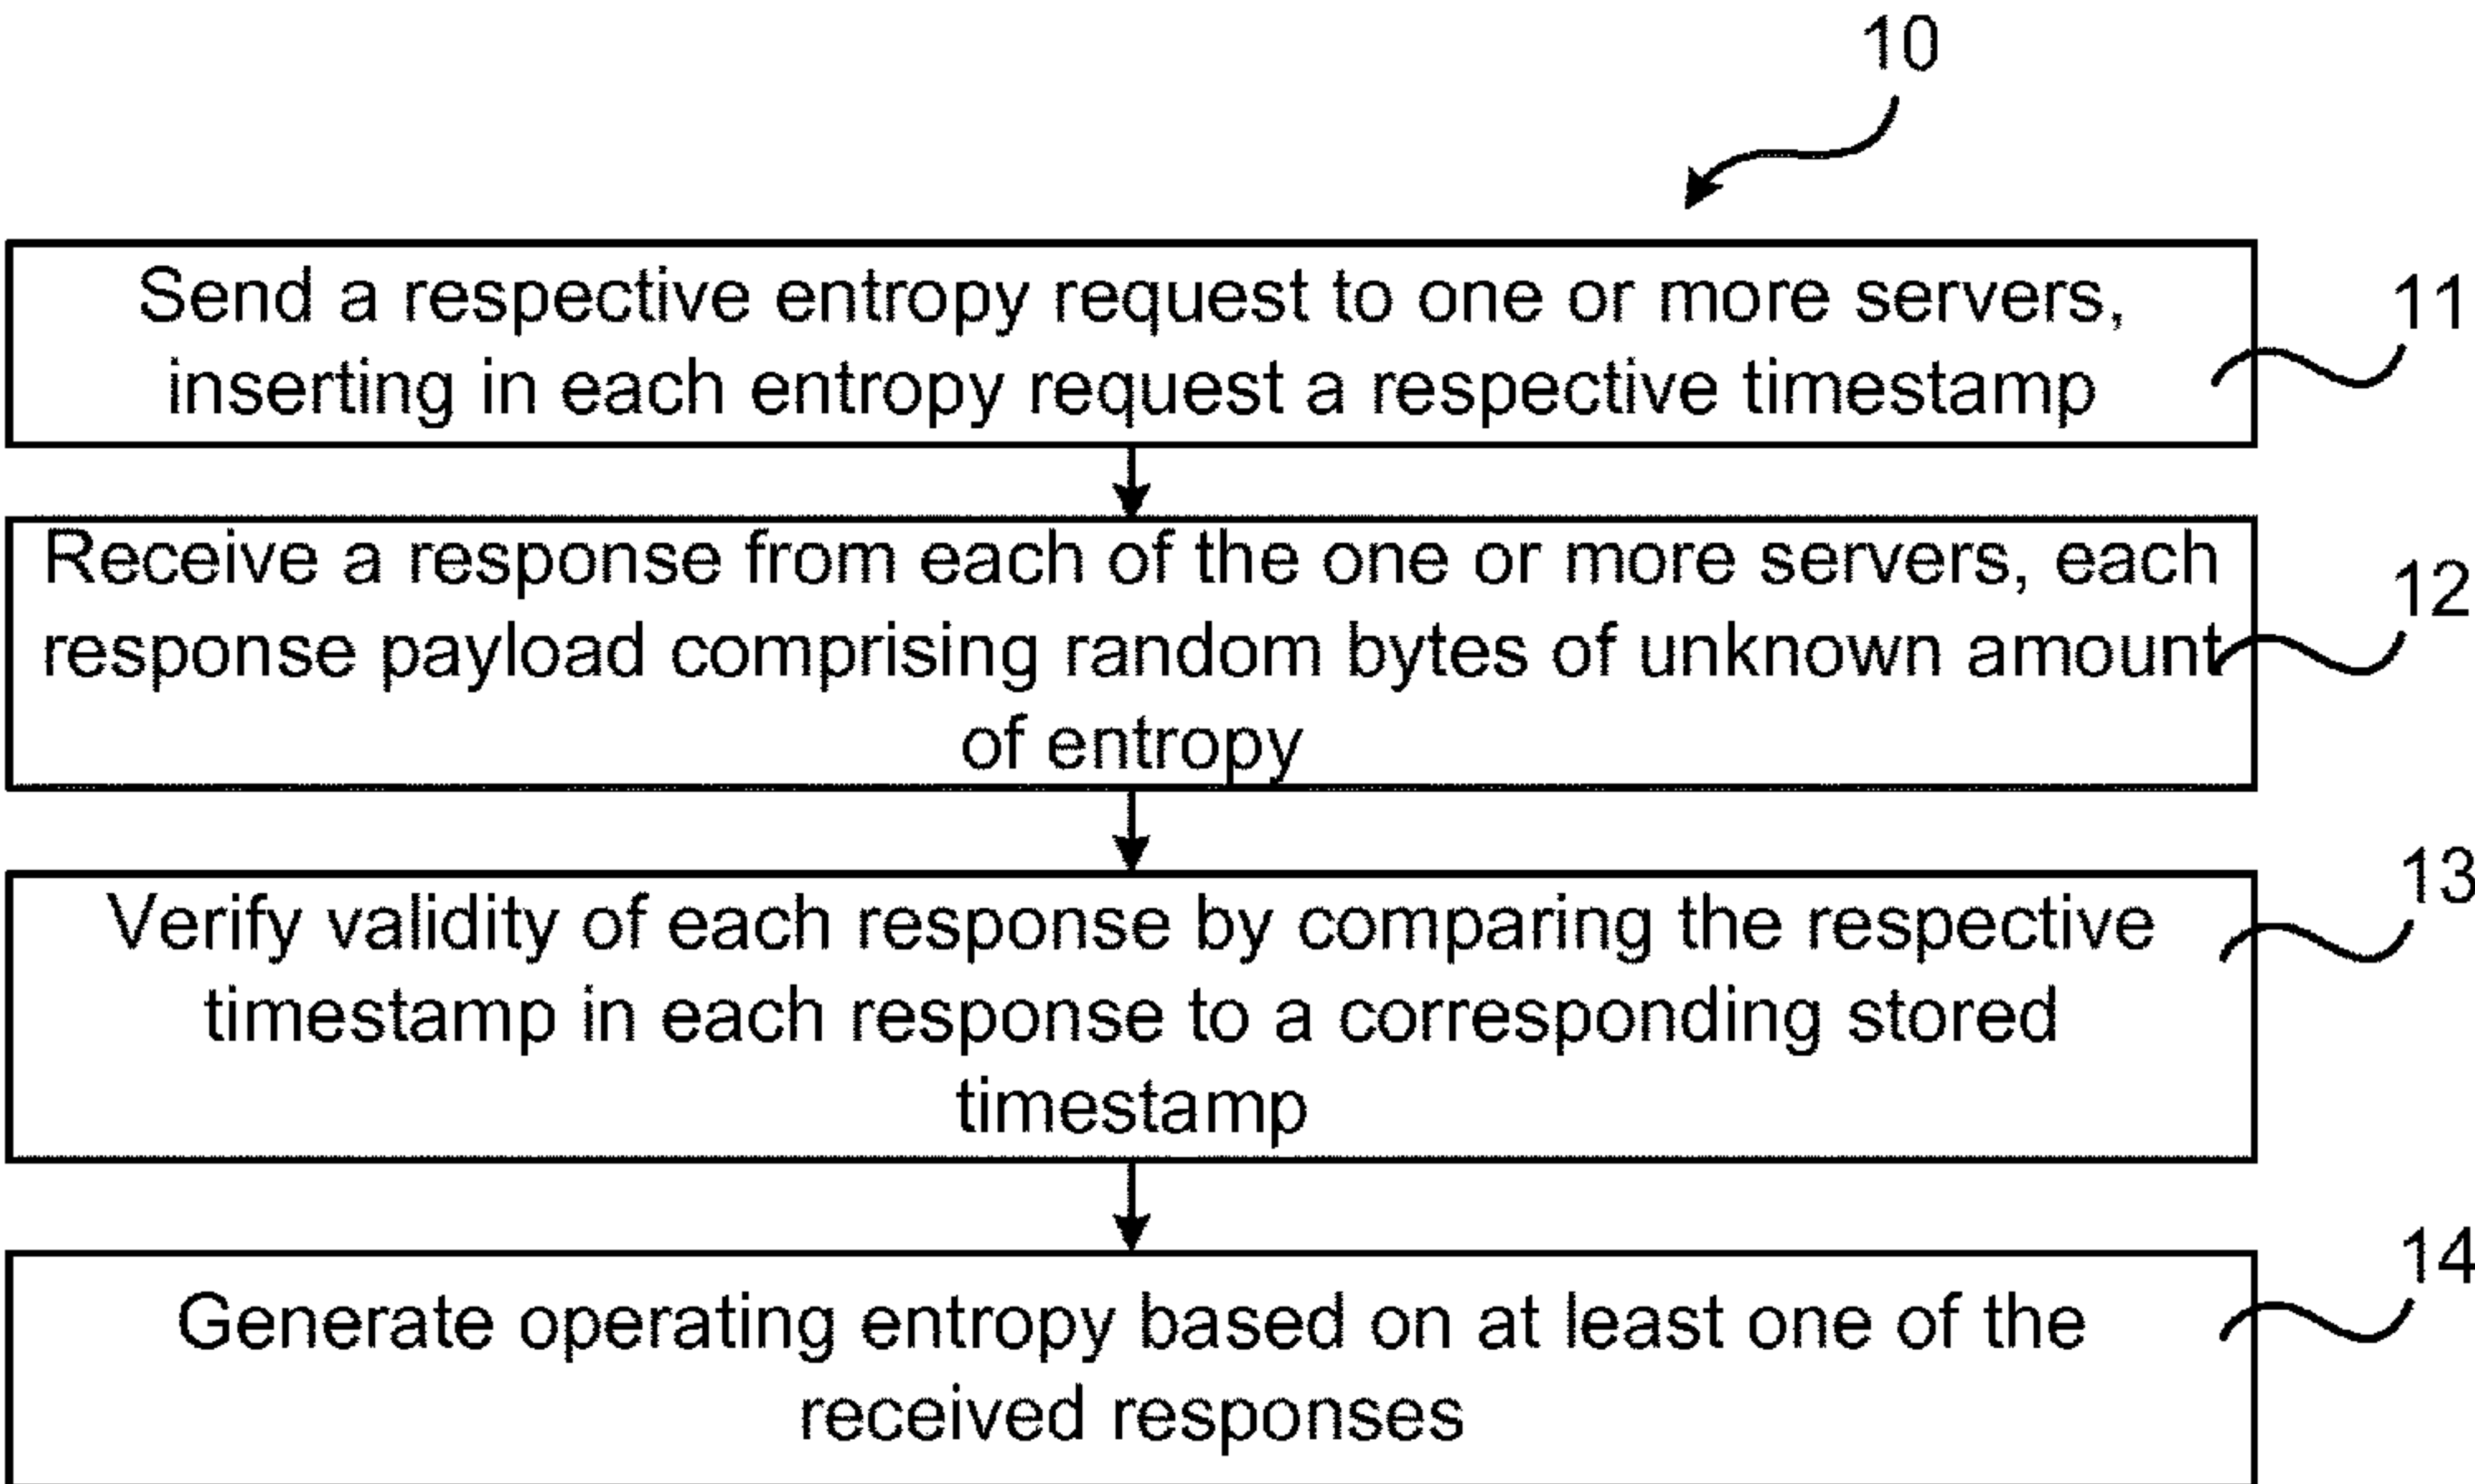 10
Send a respective entropy request to one or more servers,
inserting in each entropy request a respective timestamp
11
Receive a response from each of the one or more servers, each
response payload comprising random bytes of unknown amount
of entropy
12
Verify validity of each response by comparing the respective
timestamp in each response to a corresponding stored
timestamp
13
Generate operating entropy based on at least one of the
received responses
14